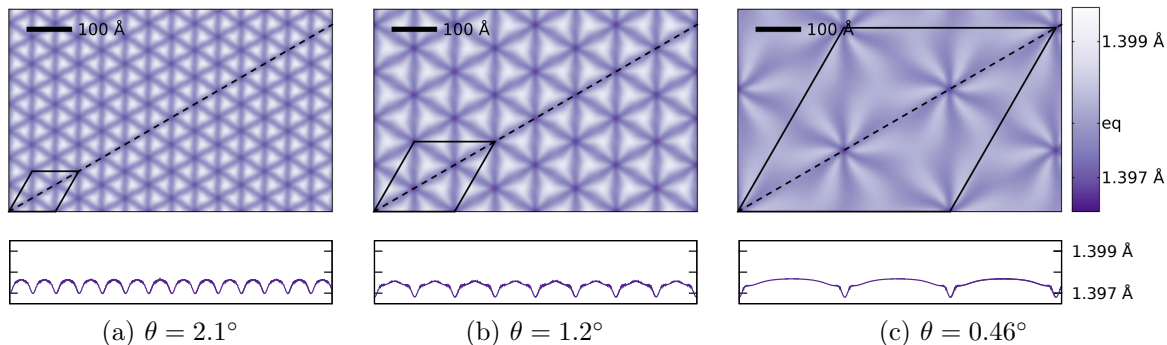 100 Å
100 Å
100 Å
1.399 Å
eq
1.397 Å
1.399 Å
1.397 Å
(a) θ = 2.1°
(b) θ = 1.2°
(c) θ = 0.46°